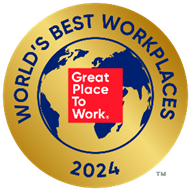 WORLD'S BEST WORKPLACES
Great
Place
To
Work®
2024
™